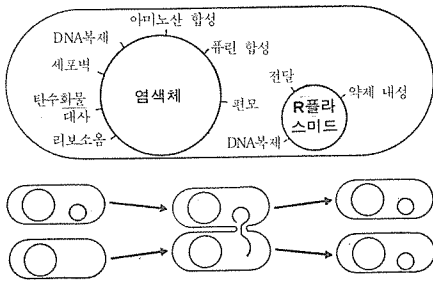 아미노산 합성
DNA복제
퓨린 합성
세포벽
전달
염색체
약제 내성
탄수화물
대사
편모
R플라
스미드
리보소옴
DNA복제